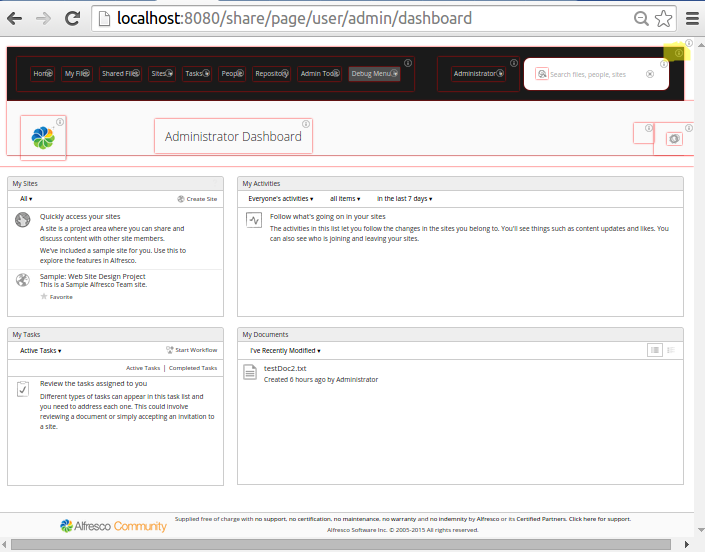 localhost:8080/share/page/user/admin/dashboard
Home My Files Shared Files Sites Tasks People Repository Admin Tools Debug Menu Administrator Search files, people, sites
Administrator Dashboard
My Sites
All Create Site
Quickly access your sites
A site is a project area where you can share and
discuss content with other site members.
We've included a sample site for you. Use this to
explore the features in Alfresco.
Sample: Web Site Design Project
This is a Sample Alfresco Team site.
Favorite
My Activities
Everyone's activities all items in the last 7 days
Follow what's going on in your sites
The activities in this list let you follow the changes in the sites you belong to. You'll see things such as content updates and likes. You
can also see who is joining and leaving your sites.
My Tasks
Active Tasks Start Workflow
Active Tasks | Completed Tasks
Review the tasks assigned to you
Different types of tasks can appear in this task list and
you need to address each one. This could involve
reviewing a document or simply accepting an invitation to
a site.
My Documents
I've Recently Modified
testDoc2.txt
Created 6 hours ago by Administrator
Alfresco Community
Supplied free of charge with no support, no certification, no maintenance, no warranty and no indemnity by Alfresco or its Certified Partners. Click here for support.
Alfresco Software Inc. © 2005-2015 All rights reserved.